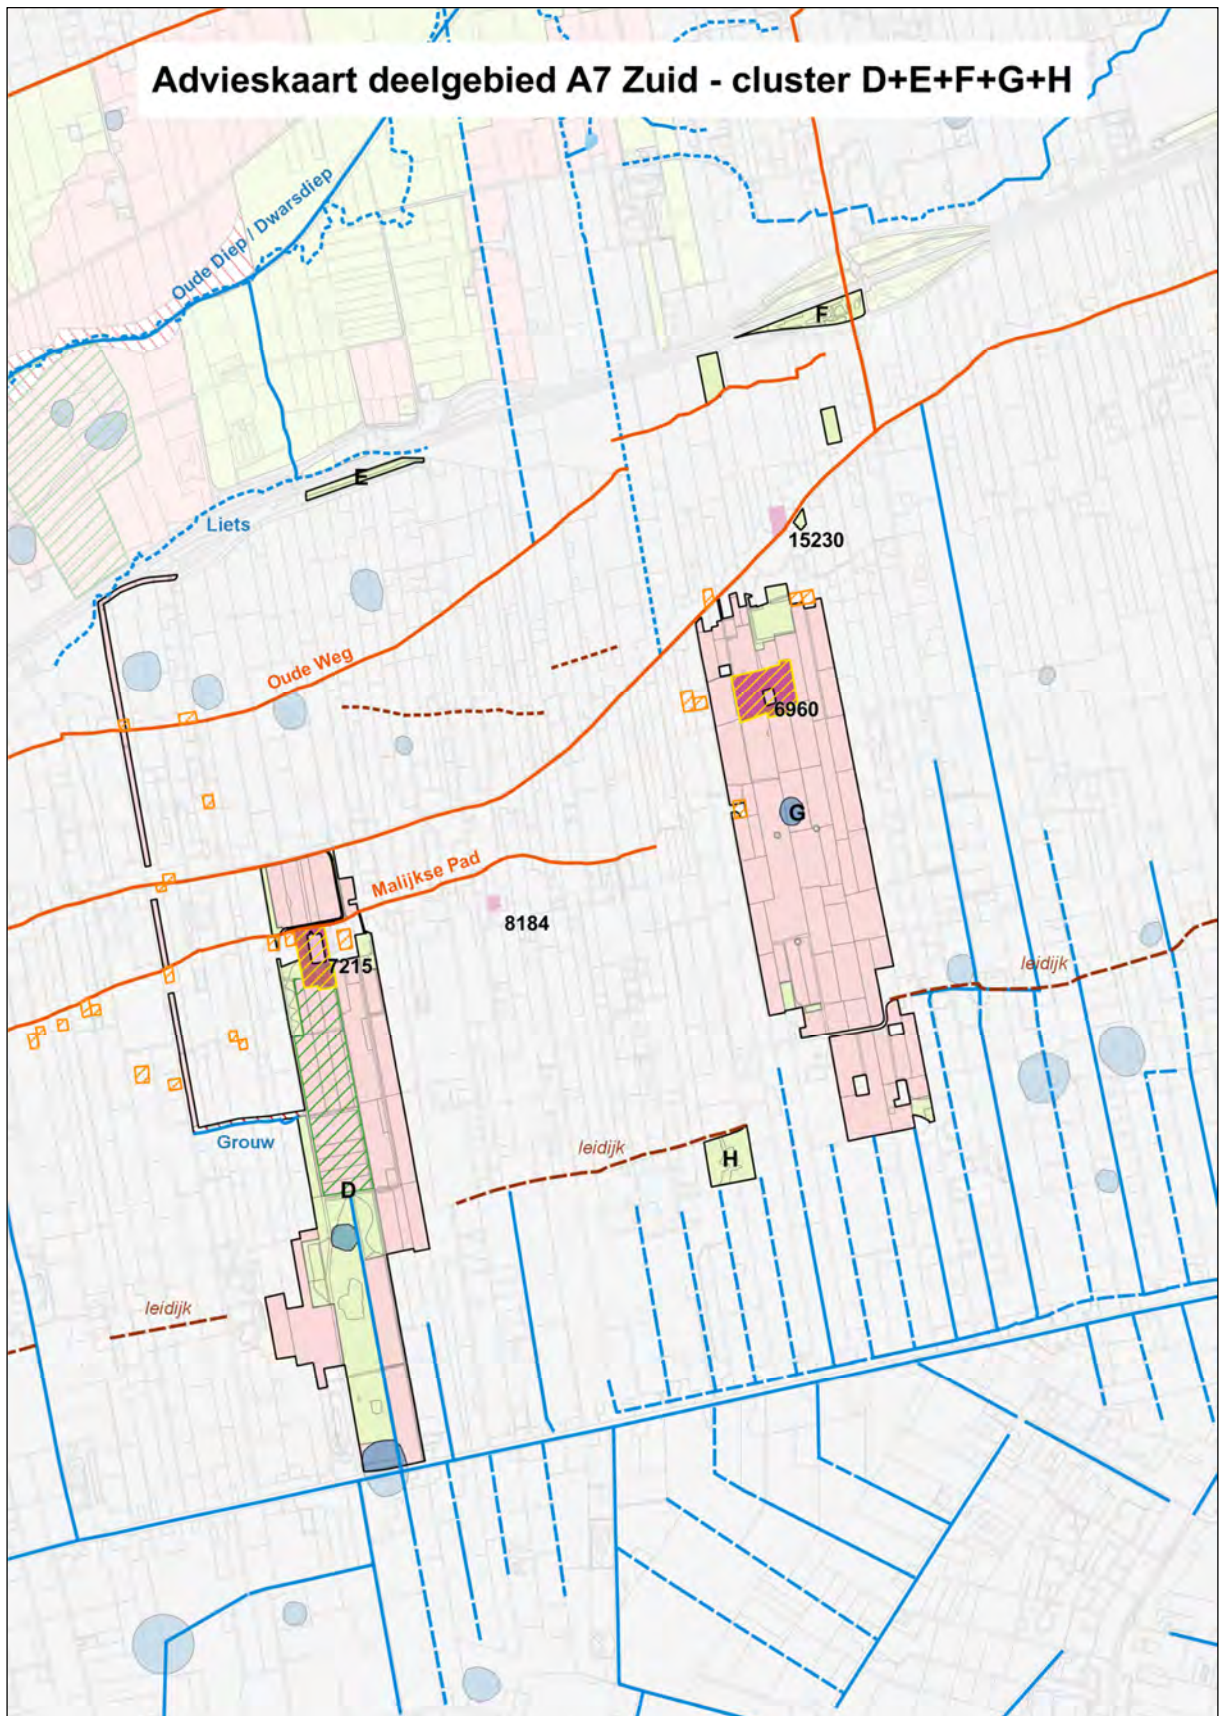 Advieskaart deelgebied A7 Zuid - cluster D+E+F+G+H
Oude Diep / Dwarsdiep
F
E
Liets
15230
Oude Weg
6960
G
Malijkse Pad
8184
7215
leidijk
Grouw
leidijk
H
D
leidijk